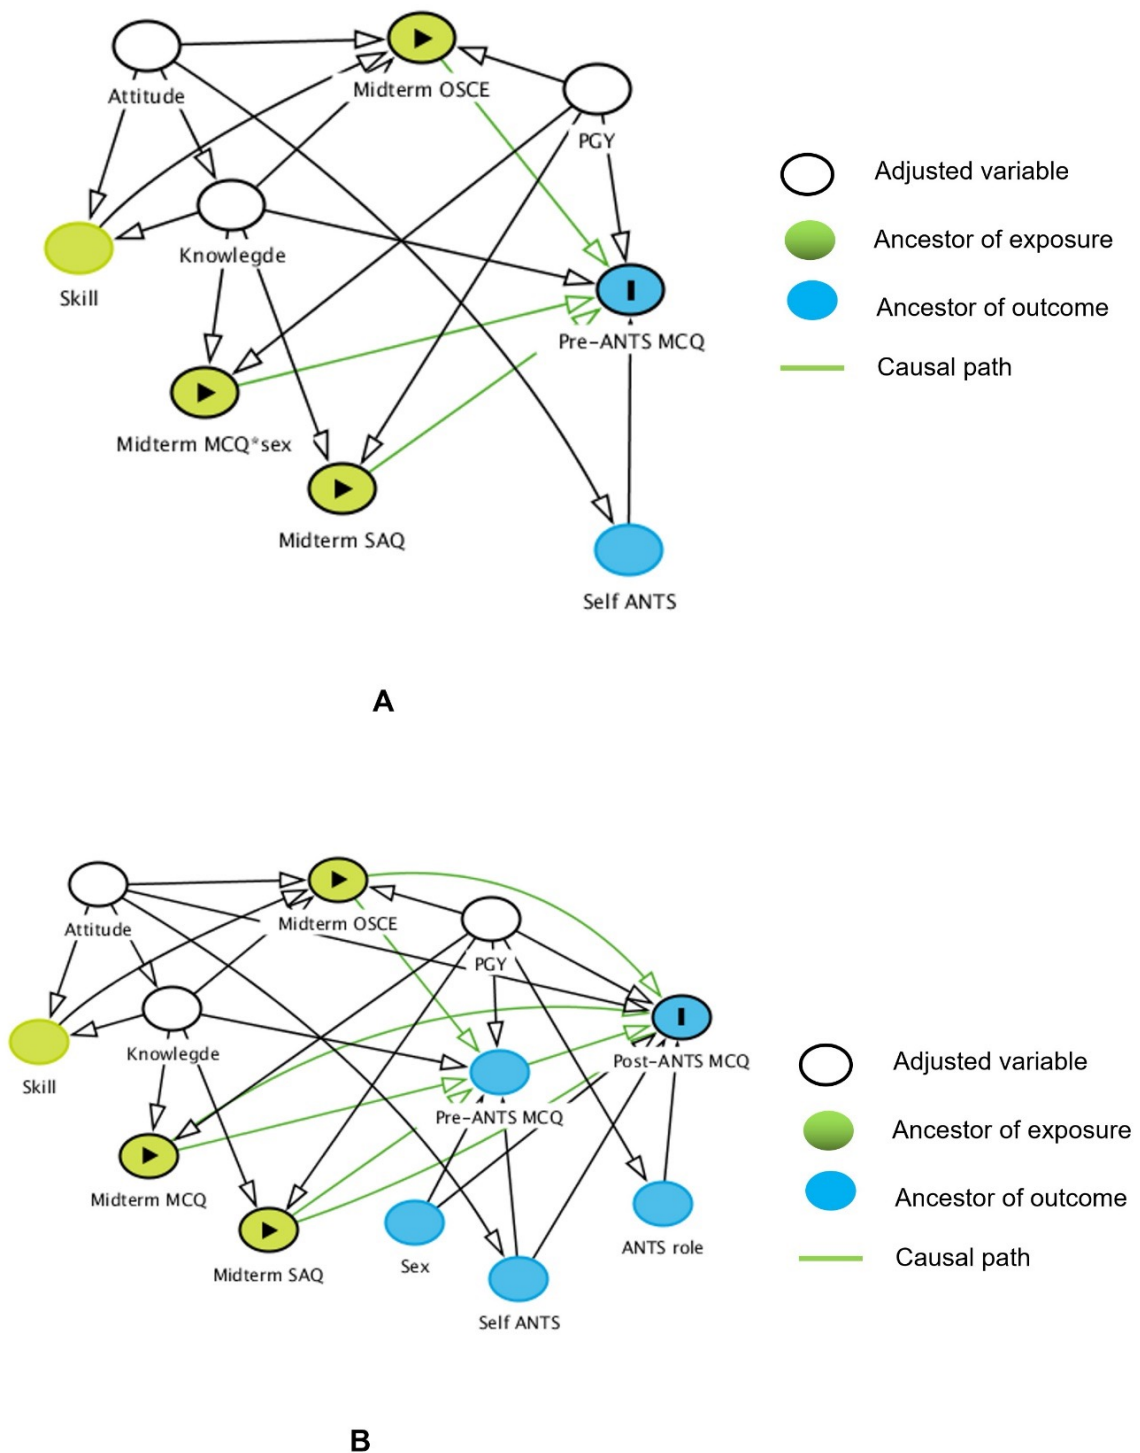 Attitude
Midterm OSCE
PGY
Knowlegde
Skill
Pre-ANTS MCQ
Midterm MCQ*sex
Midterm SAQ
Self ANTS
Adjusted variable
Ancestor of exposure
Ancestor of outcome
Causal path
A
Attitude
Midterm OSCE
PGY
Knowlegde
Skill
Post-ANTS MCQ
Pre-ANTS MCQ
Midterm MCQ
Midterm SAQ
Sex
ANTS role
Self ANTS
Adjusted variable
Ancestor of exposure
Ancestor of outcome
Causal path
B